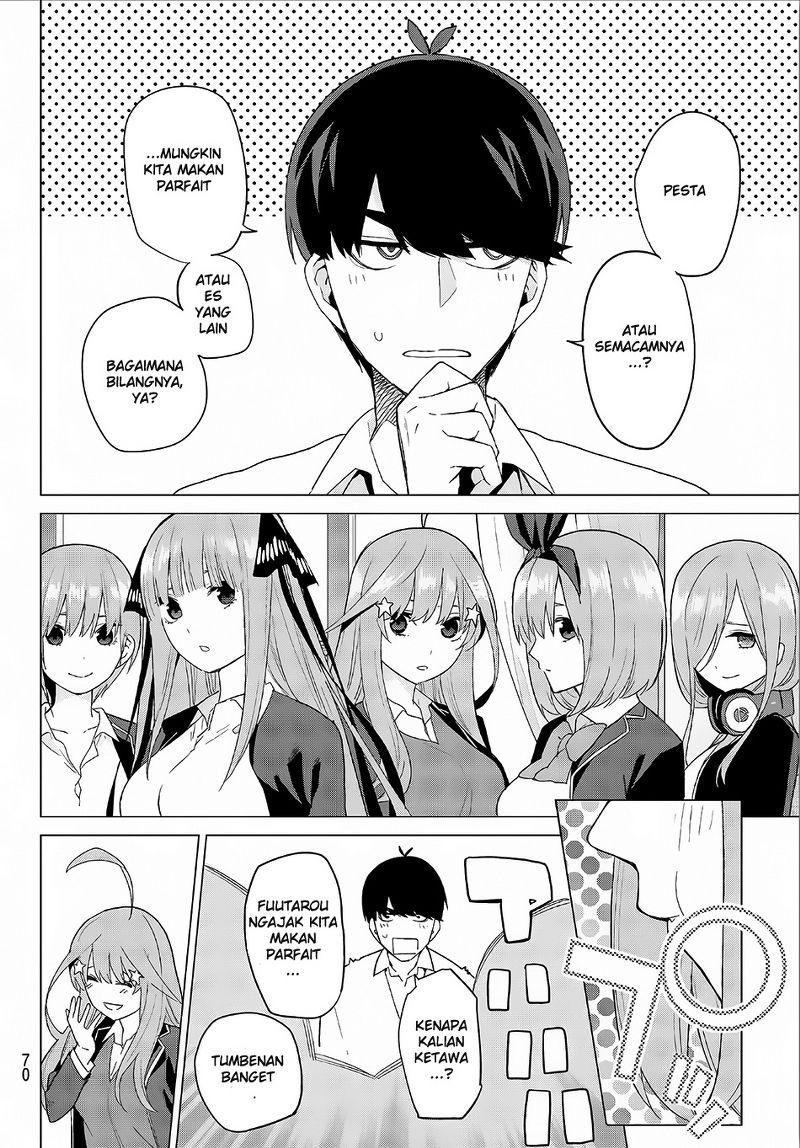 PESTA
ATAU
SEMACAMNYA
...?
...MUNGKIN
KITA MAKAN
PARFAIT
ATAU
ES
YANG
LAIN
BAGAIMANA
BILANGNYA,
YA?
プ
KENAPA
KALIAN
KETAWA
...?
FUUTAROU
NGAJAK KITA
MAKAN
PARFAIT
...
TUMBENAN
BANGET
.
70